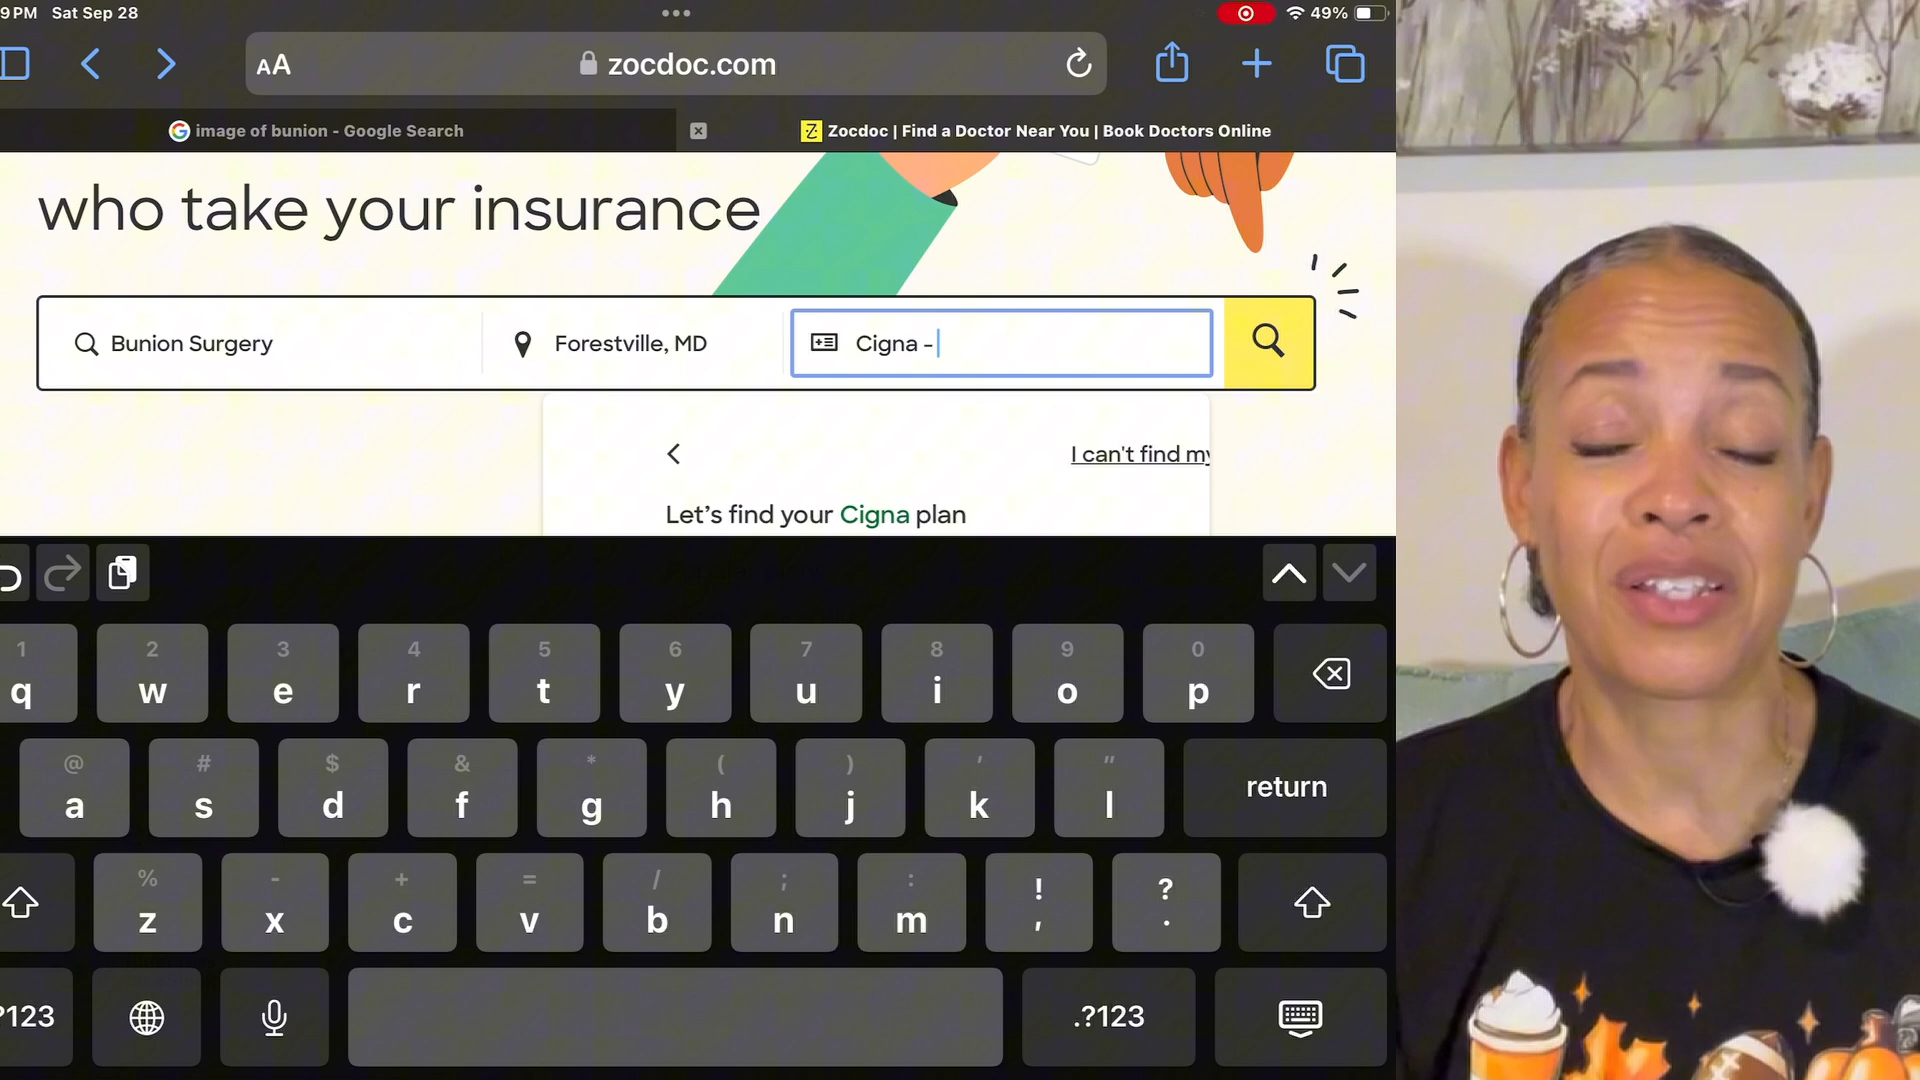 9 PM Sat Sep 28
49%
AA zocdoc.com
image of bunion - Google Search
Zocdoc | Find a Doctor Near You | Book Doctors Online
who take your insurance
Bunion Surgery
Forestville, MD
Cigna -
I can't find my
Let's find your Cigna plan
1 2 3 4 5 6 7 8 9 0
q w e r t y u i o p
@ # $ & * ( ) ' "
a s d f g h j k l return
% - + = / ; : ! ?
z x c v b n m , .
?123 .?123